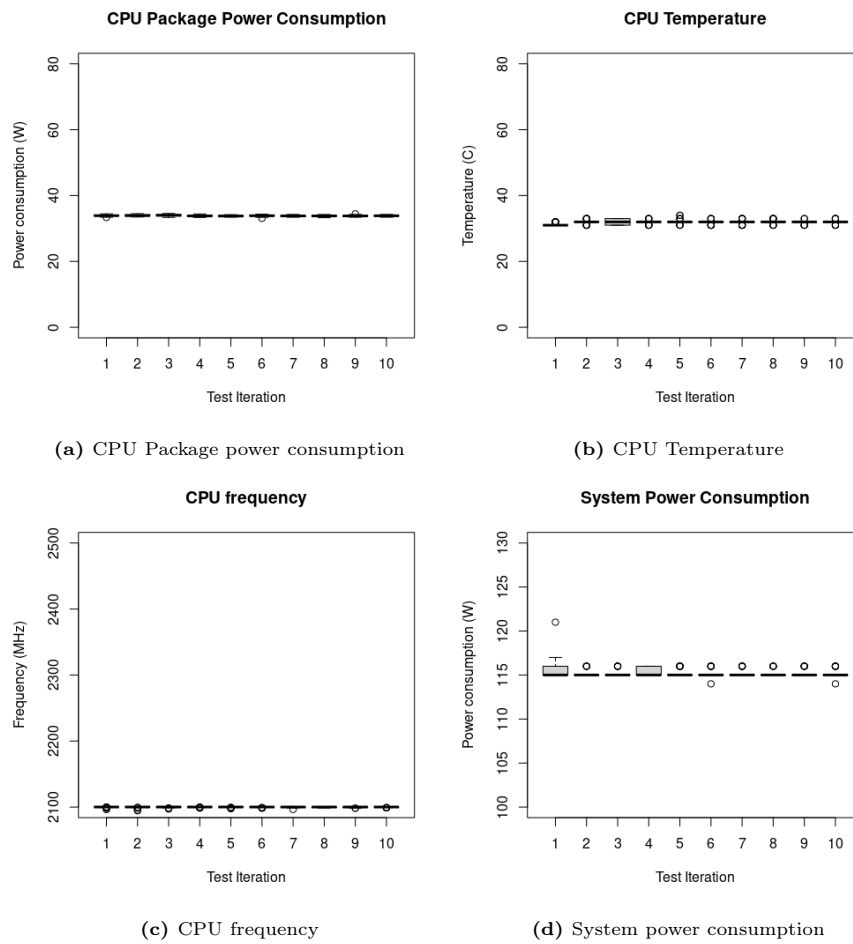 CPU Package Power Consumption
80
60
40
20
0
Power consumption (W)
1 2 3 4 5 6 7 8 9 10
Test Iteration
(a) CPU Package power consumption
CPU Temperature
80
60
40
20
0
Temperature (C)
1 2 3 4 5 6 7 8 9 10
Test Iteration
(b) CPU Temperature
CPU frequency
2500
2400
2300
2200
2100
Frequency (MHz)
1 2 3 4 5 6 7 8 9 10
Test Iteration
(c) CPU frequency
System Power Consumption
130
125
120
115
110
105
100
Power consumption (W)
1 2 3 4 5 6 7 8 9 10
Test Iteration
(d) System power consumption